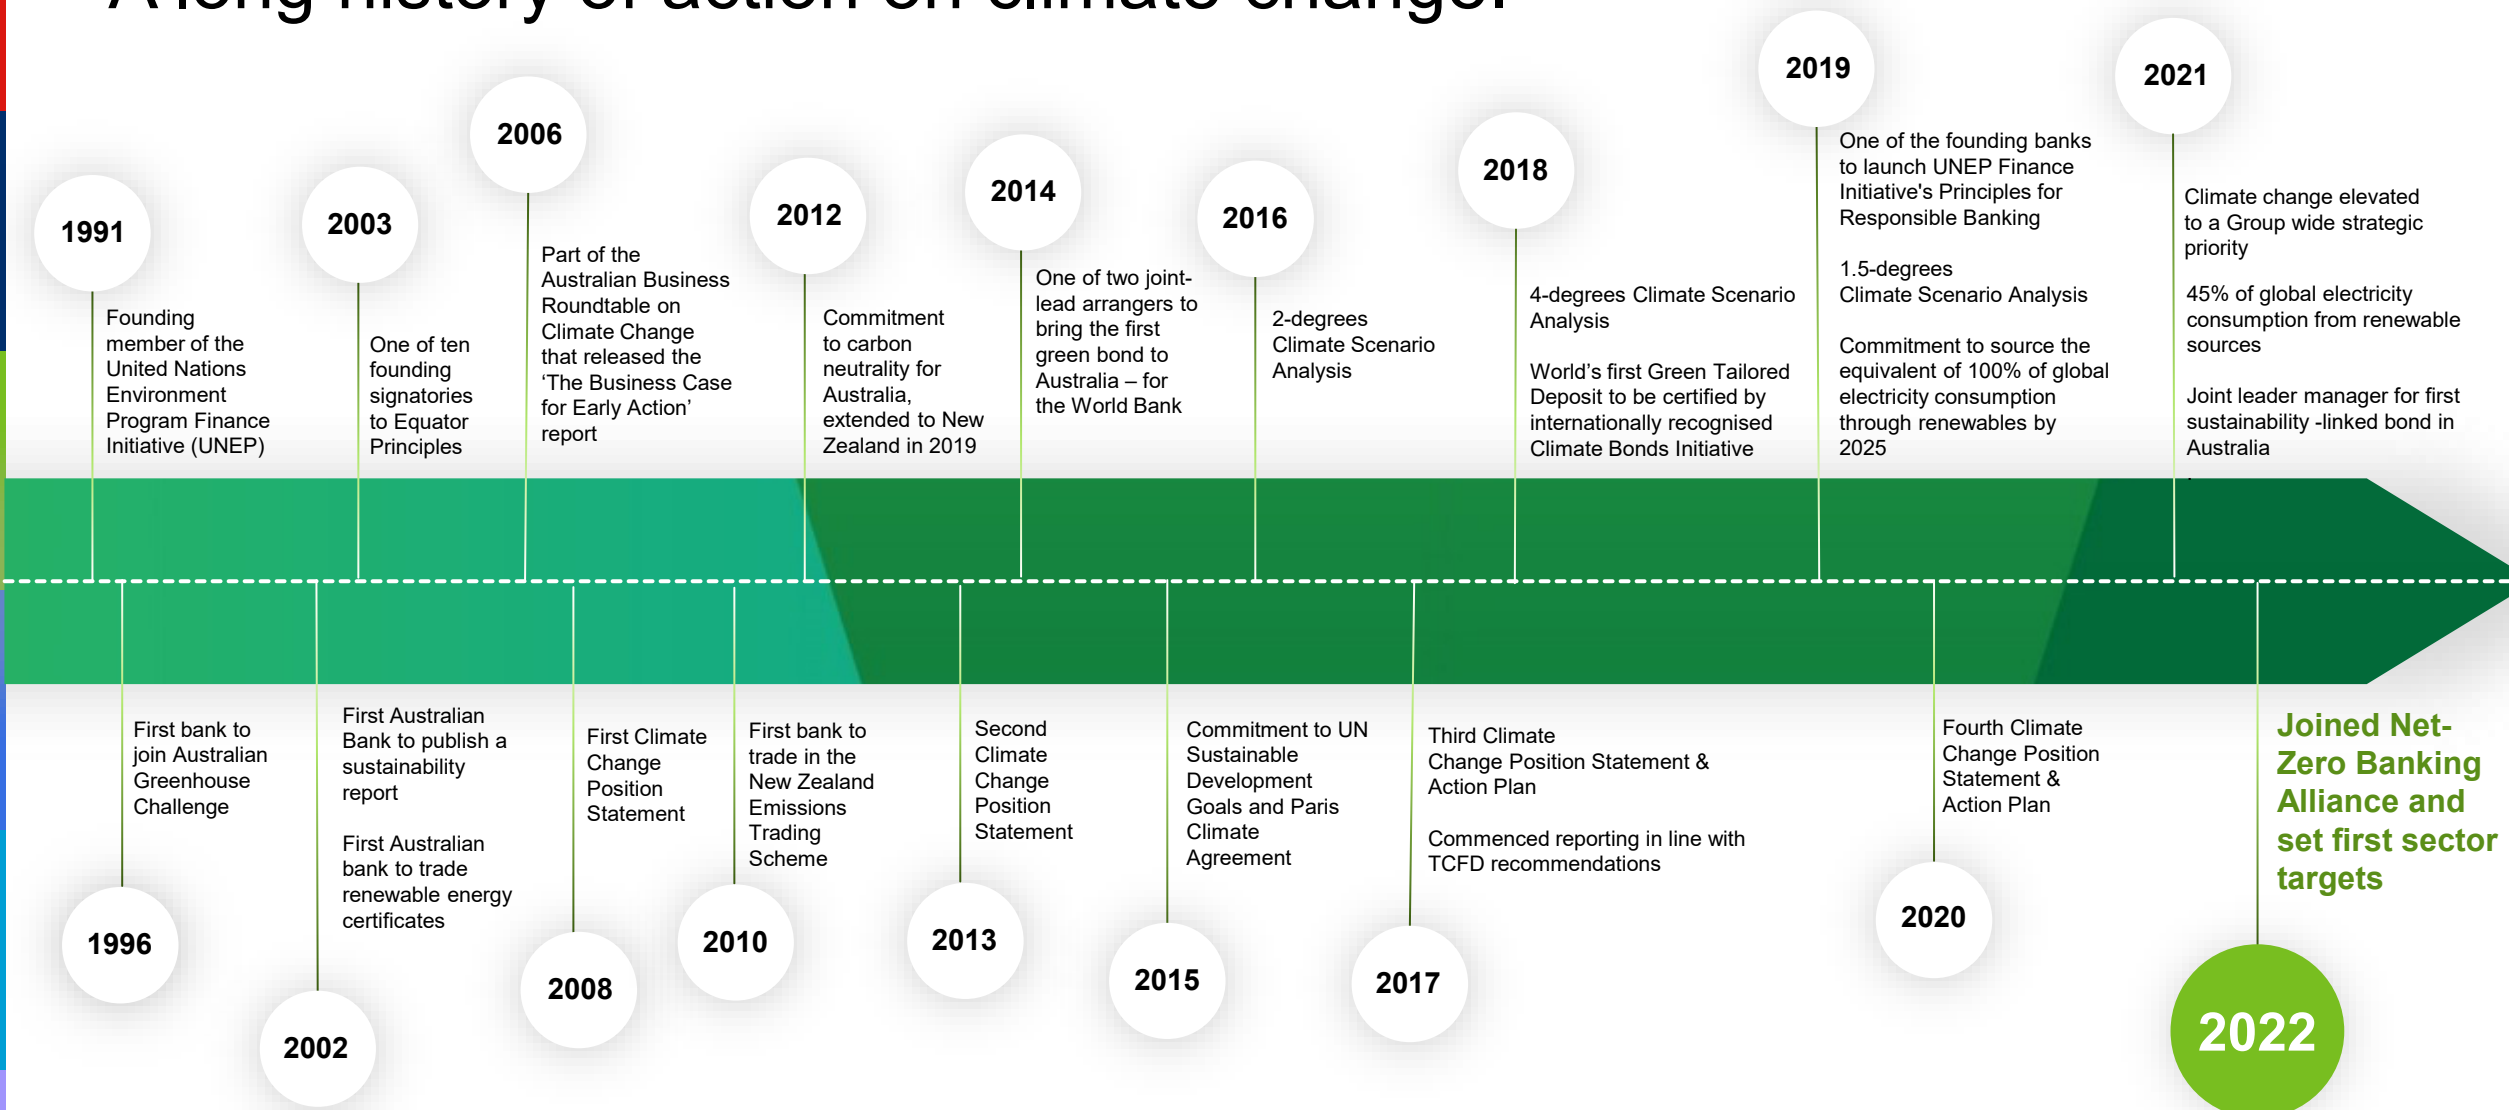 A long history of action on climate change.
1991
Founding
member of the
United Nations
Environment
Program Finance
Initiative (UNEP)
2003
One of ten
founding
signatories
to Equator
Principles
2006
Part of the
Australian Business
Roundtable on
Climate Change
that released the
‘The Business Case
for Early Action’
report
2012
Commitment
to carbon
neutrality for
Australia,
extended to New
Zealand in 2019
2014
One of two joint-
lead arrangers to
bring the first
green bond to
Australia – for
the World Bank
2016
2-degrees
Climate Scenario
Analysis
2018
4-degrees Climate Scenario
Analysis
World’s first Green Tailored
Deposit to be certified by
internationally recognised
Climate Bonds Initiative
2019
One of the founding banks
to launch UNEP Finance
Initiative's Principles for
Responsible Banking
1.5-degrees
Climate Scenario Analysis
Commitment to source the
equivalent of 100% of global
electricity consumption
through renewables by
2025
2021
Climate change elevated
to a Group wide strategic
priority
45% of global electricity
consumption from renewable
sources
Joint leader manager for first
sustainability -linked bond in
Australia
.
First bank to
join Australian
Greenhouse
Challenge
1996
First Australian
Bank to publish a
sustainability
report
First Australian
bank to trade
renewable energy
certificates
2002
First Climate
Change
Position
Statement
2008
First bank to
trade in the
New Zealand
Emissions
Trading
Scheme
2010
Second
Climate
Change
Position
Statement
2013
Commitment to UN
Sustainable
Development
Goals and Paris
Climate
Agreement
2015
Third Climate
Change Position Statement &
Action Plan
Commenced reporting in line with
TCFD recommendations
2017
Fourth Climate
Change Position
Statement &
Action Plan
2020
Joined Net-
Zero Banking
Alliance and
set first sector
targets
2022